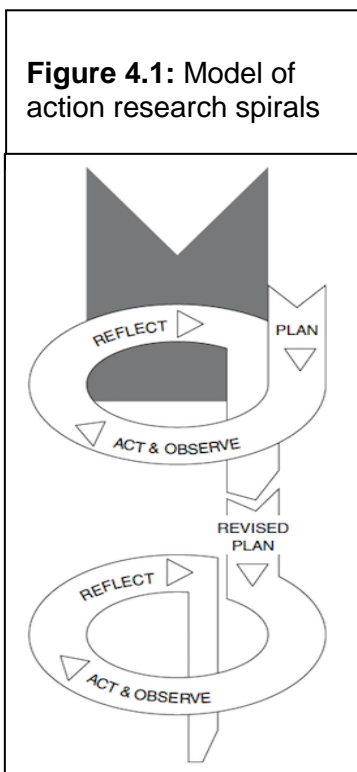 Figure 4.1: Model of
action research spirals
REFLECT
PLAN
ACT & OBSERVE
REVISED
PLAN
REFLECT
ACT & OBSERVE